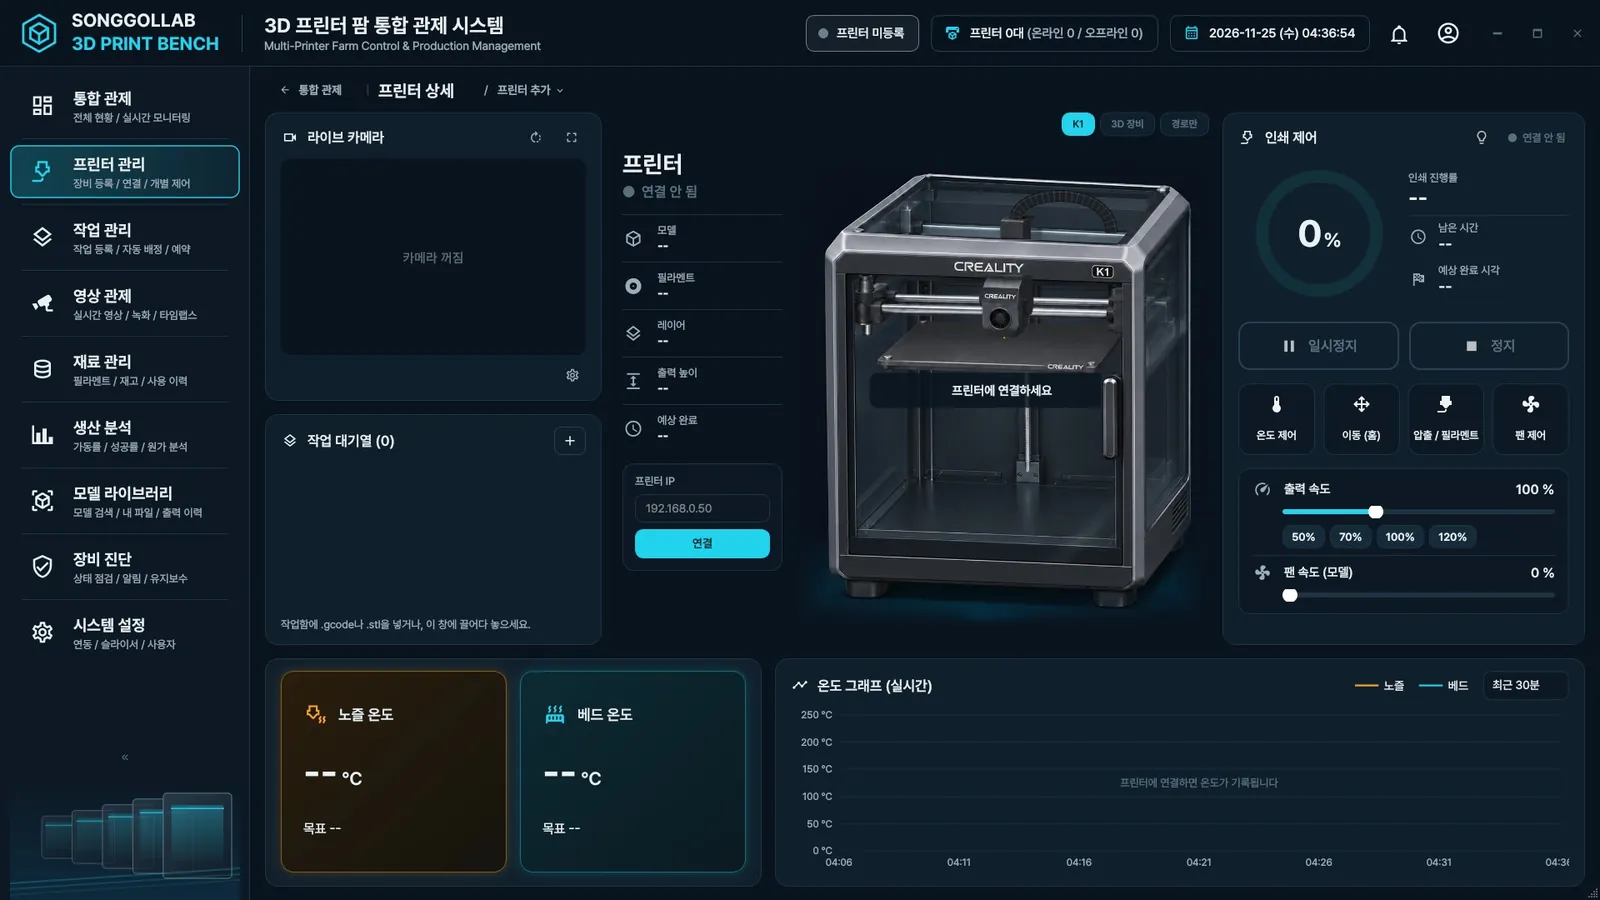 SONGGOLLAB
3D PRINT BENCH
3D 프린터 팜 통합 관제 시스템
Multi-Printer Farm Control & Production Management
프린터 미등록
프린터 0대 (온라인 0 / 오프라인 0)
2026-11-25 (수) 04:36:54
통합 관제
전체 현황 / 실시간 모니터링
프린터 관리
장비 등록 / 연결 / 개별 제어
작업 관리
작업 등록 / 자동 배정 / 예약
영상 관제
실시간 영상 / 녹화 / 타임랩스
재료 관리
필라멘트 / 재고 / 사용 이력
생산 분석
가동률 / 성공률 / 원가 분석
모델 라이브러리
모델 검색 / 내 파일 / 출력 이력
장비 진단
상태 점검 / 알림 / 유지보수
시스템 설정
연동 / 슬라이서 / 사용자
«
← 통합 관제 | 프린터 상세 / 프린터 추가
라이브 카메라
카메라 꺼짐
작업 대기열 (0)
+
작업함에 .gcode나 .stl을 넣거나, 이 창에 끌어다 놓으세요.
프린터
연결 안 됨
모델
--
필라멘트
--
레이어
--
출력 높이
--
예상 완료
--
프린터 IP
192.168.0.50
연결
K1
3D 장비
경로만
CREALITY
K1
CREALITY
CREALITY
프린터에 연결하세요
인쇄 제어
연결 안 됨
0%
인쇄 진행률
--
남은 시간
--
예상 완료 시각
--
일시정지
정지
온도 제어
이동 (홈)
압출 / 필라멘트
팬 제어
출력 속도
100 %
50%
70%
100%
120%
팬 속도 (모델)
0 %
노즐 온도
-- °C
목표 --
베드 온도
-- °C
목표 --
온도 그래프 (실시간)
노즐
베드
최근 30분
250 °C
200 °C
150 °C
100 °C
50 °C
0 °C
프린터에 연결하면 온도가 기록됩니다
04:06
04:11
04:16
04:21
04:26
04:31
04:36